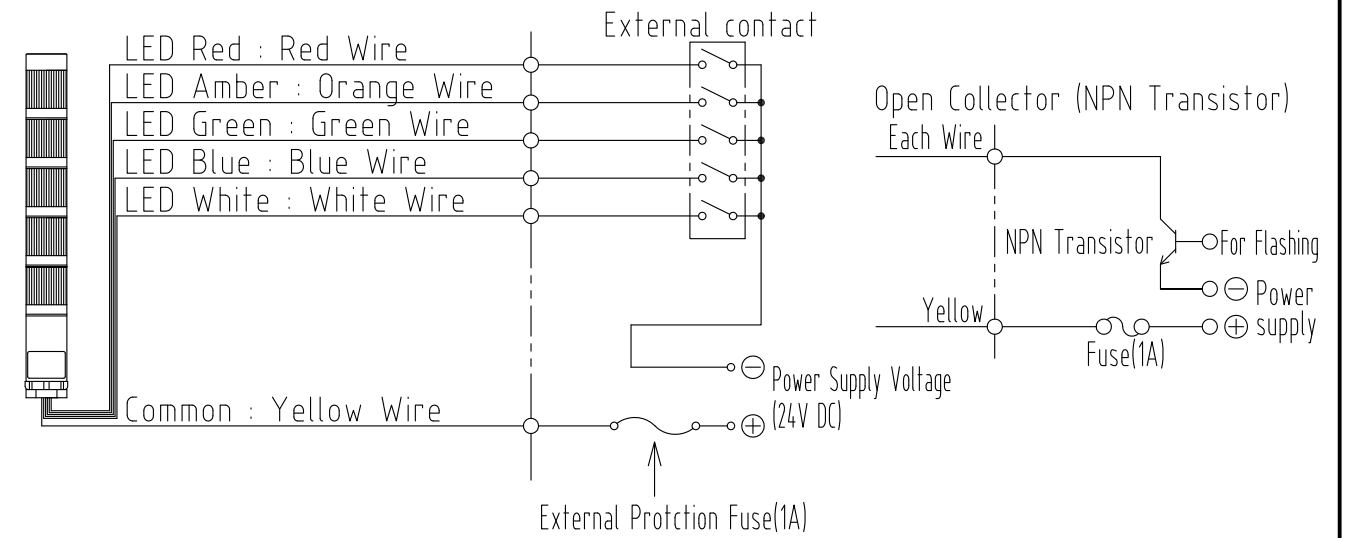 External contact
LED Red : Red Wire
LED Amber : Orange Wire
LED Green : Green Wire
LED Blue : Blue Wire
LED White : White Wire
Common : Yellow Wire
Power Supply Voltage
(24V DC)
External Protction Fuse(1A)
Open Collector (NPN Transistor)
Each Wire
NPN Transistor
For Flashing
Power
supply
Yellow
Fuse(1A)